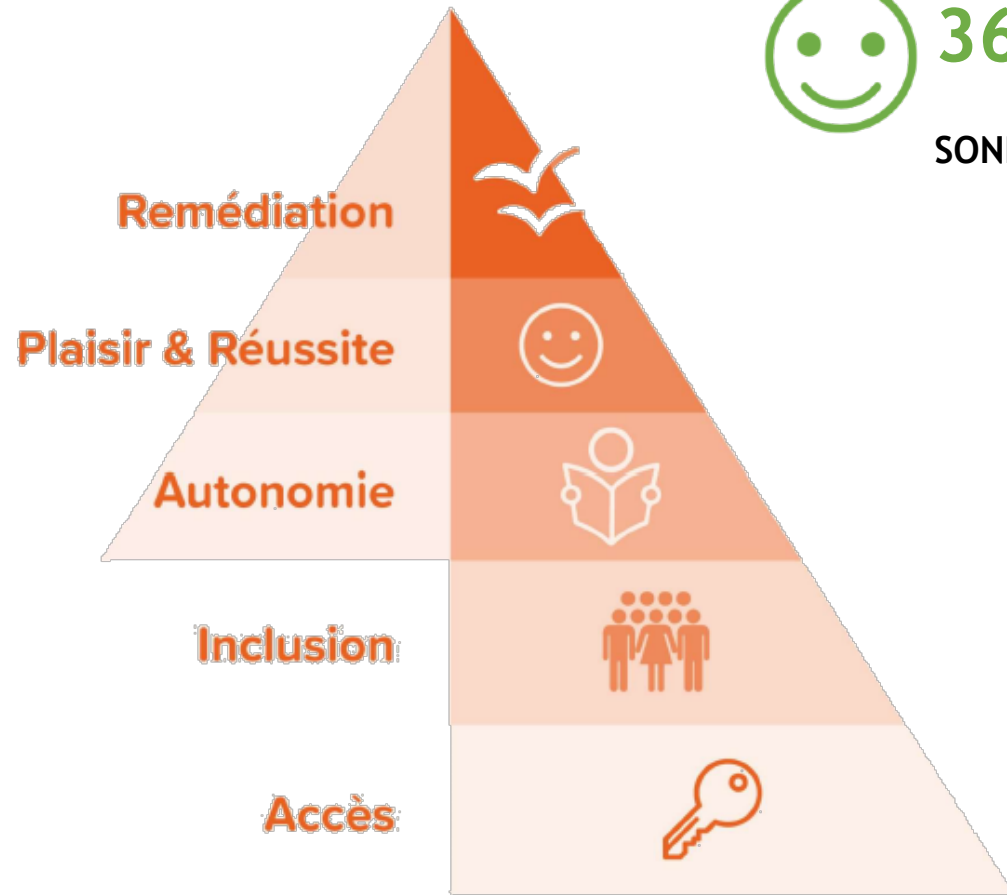 36
SON
Remédiation
Plaisir & Réussite
Autonomie
Inclusion
Accès